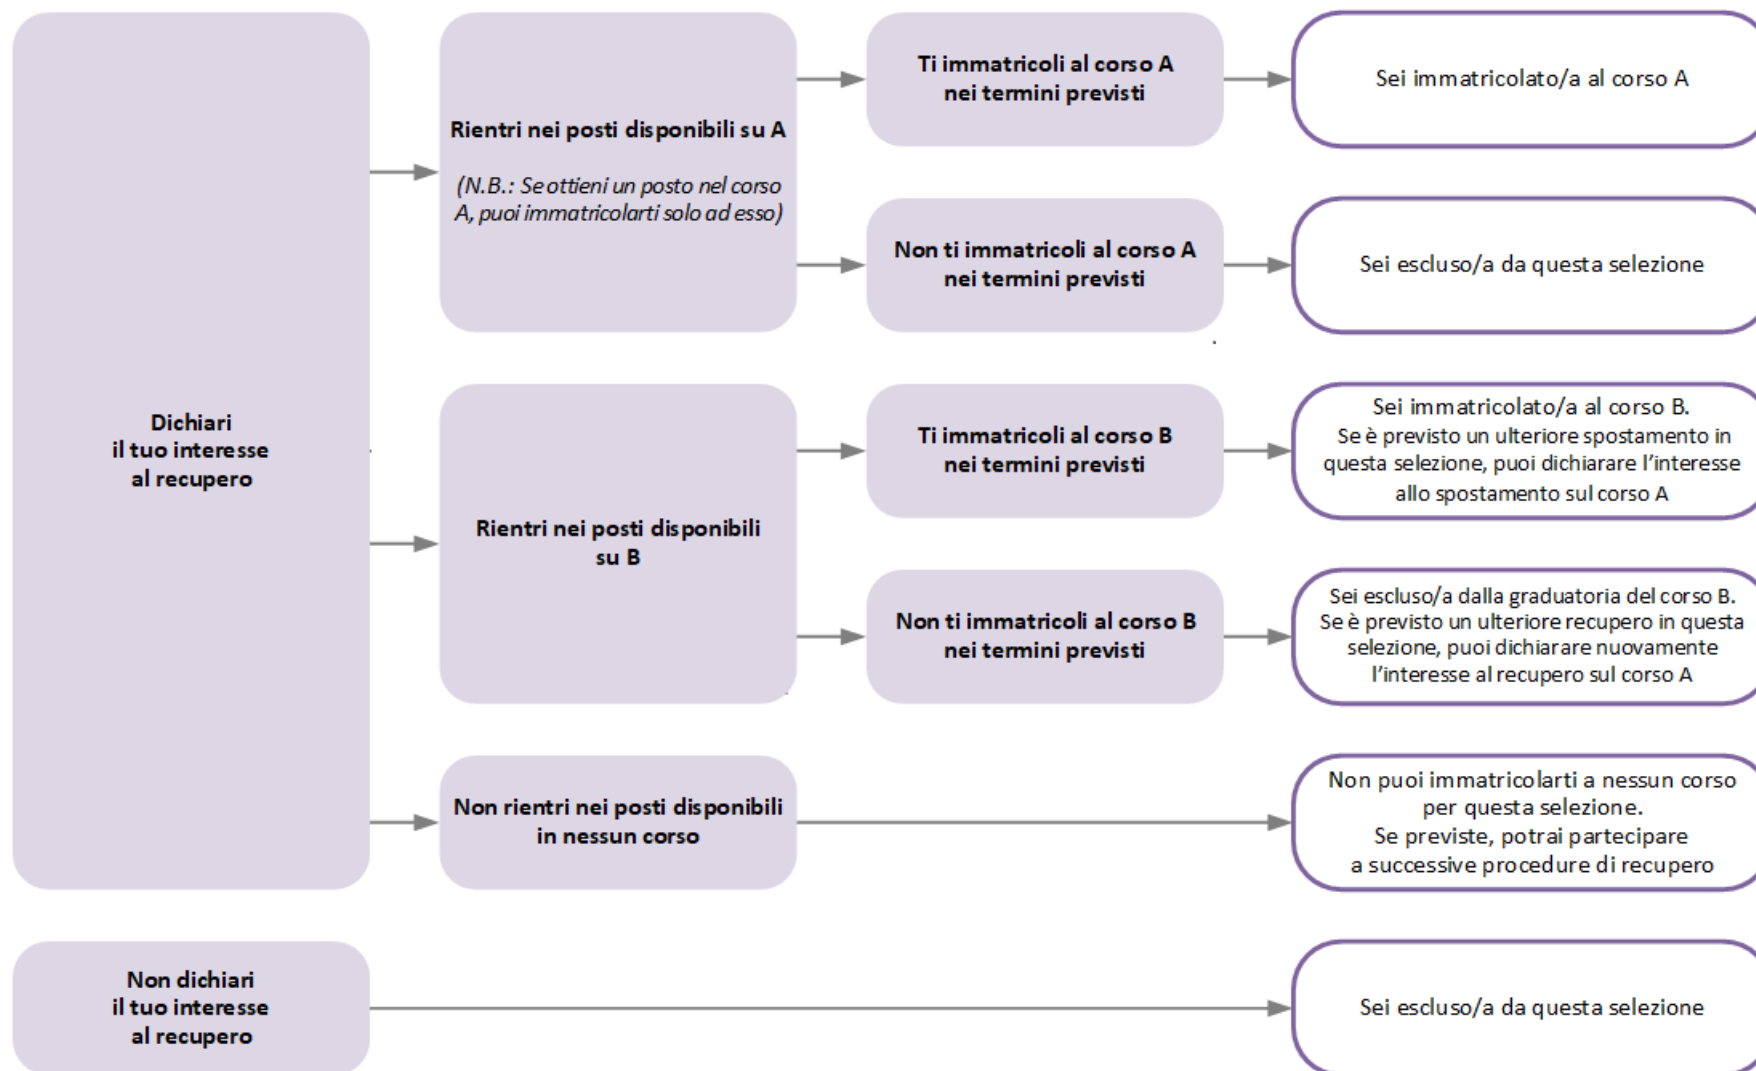 Dichiari
il tuo interesse
al recupero
Rientri nei posti disponibili su A
(N.B.: Se ottieni un posto nel corso
A, puoi immatricolarti solo ad esso)
Ti immatricoli al corso A
nei termini previsti
Sei immatricolato/a al corso A
Non ti immatricoli al corso A
nei termini previsti
Sei escluso/a da questa selezione
Rientri nei posti disponibili
su B
Ti immatricoli al corso B
nei termini previsti
Sei immatricolato/a al corso B.
Se è previsto un ulteriore spostamento in
questa selezione, puoi dichiarare l’interesse
allo spostamento sul corso A
Non ti immatricoli al corso B
nei termini previsti
Sei escluso/a dalla graduatoria del corso B.
Se è previsto un ulteriore recupero in questa
selezione, puoi dichiarare nuovamente
l’interesse al recupero sul corso A
Non rientri nei posti disponibili
in nessun corso
Non puoi immatricolarti a nessun corso
per questa selezione.
Se previste, potrai partecipare
a successive procedure di recupero
Non dichiari
il tuo interesse
al recupero
Sei escluso/a da questa selezione